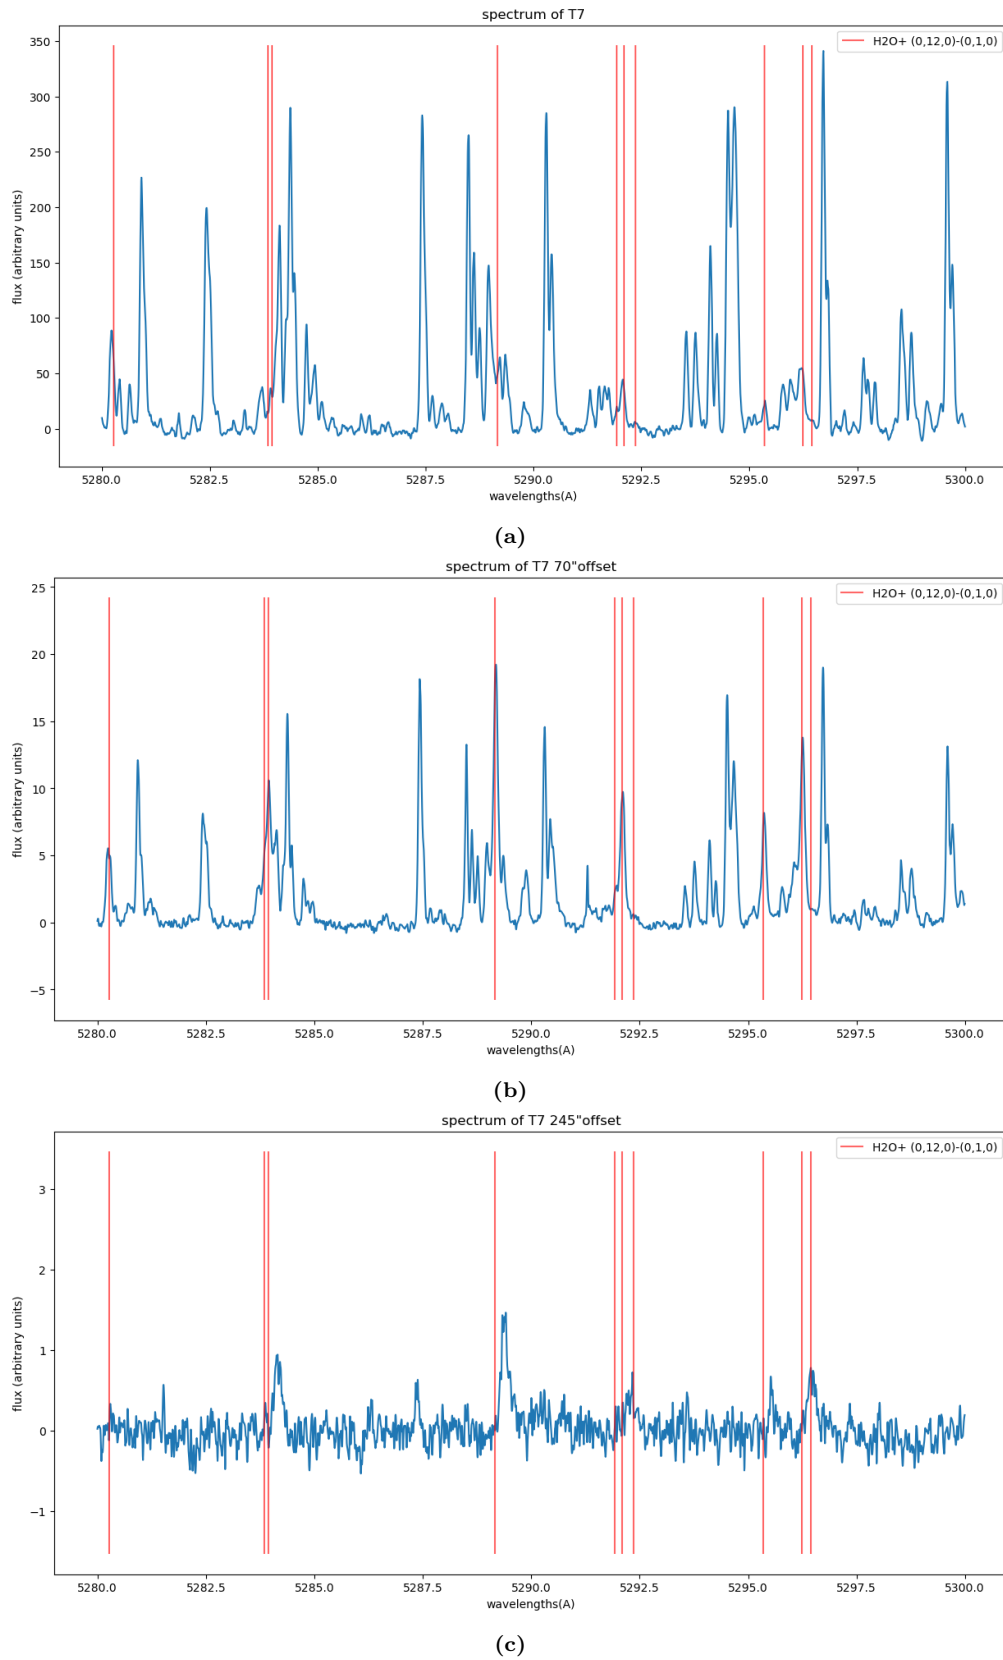 spectrum of T7
H2O+ (0,12,0)-(0,1,0)
flux (arbitrary units)
350
300
250
200
150
100
50
0
5280.0 5282.5 5285.0 5287.5 5290.0 5292.5 5295.0 5297.5 5300.0
wavelengths(A)
(a)
spectrum of T7 70"offset
H2O+ (0,12,0)-(0,1,0)
flux (arbitrary units)
25
20
15
10
5
0
−5
5280.0 5282.5 5285.0 5287.5 5290.0 5292.5 5295.0 5297.5 5300.0
wavelengths(A)
(b)
spectrum of T7 245"offset
H2O+ (0,12,0)-(0,1,0)
flux (arbitrary units)
3
2
1
0
−1
5280.0 5282.5 5285.0 5287.5 5290.0 5292.5 5295.0 5297.5 5300.0
wavelengths(A)
(c)